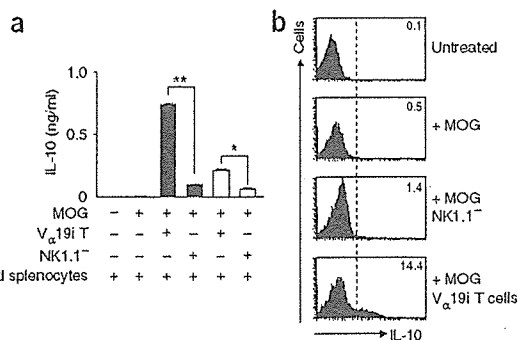 a
IL-10 (ng/ml)
1.0
0.5
0
**
*
MOG – + + + + +
Vα19i T – – + – + –
NK1.1– – – – + – +
d splenocytes + + + + + +
b
Cells
0.1
Untreated
0.5
+ MOG
1.4
+ MOG
NK1.1–
14.4
+ MOG
Vα19i T cells
IL-10